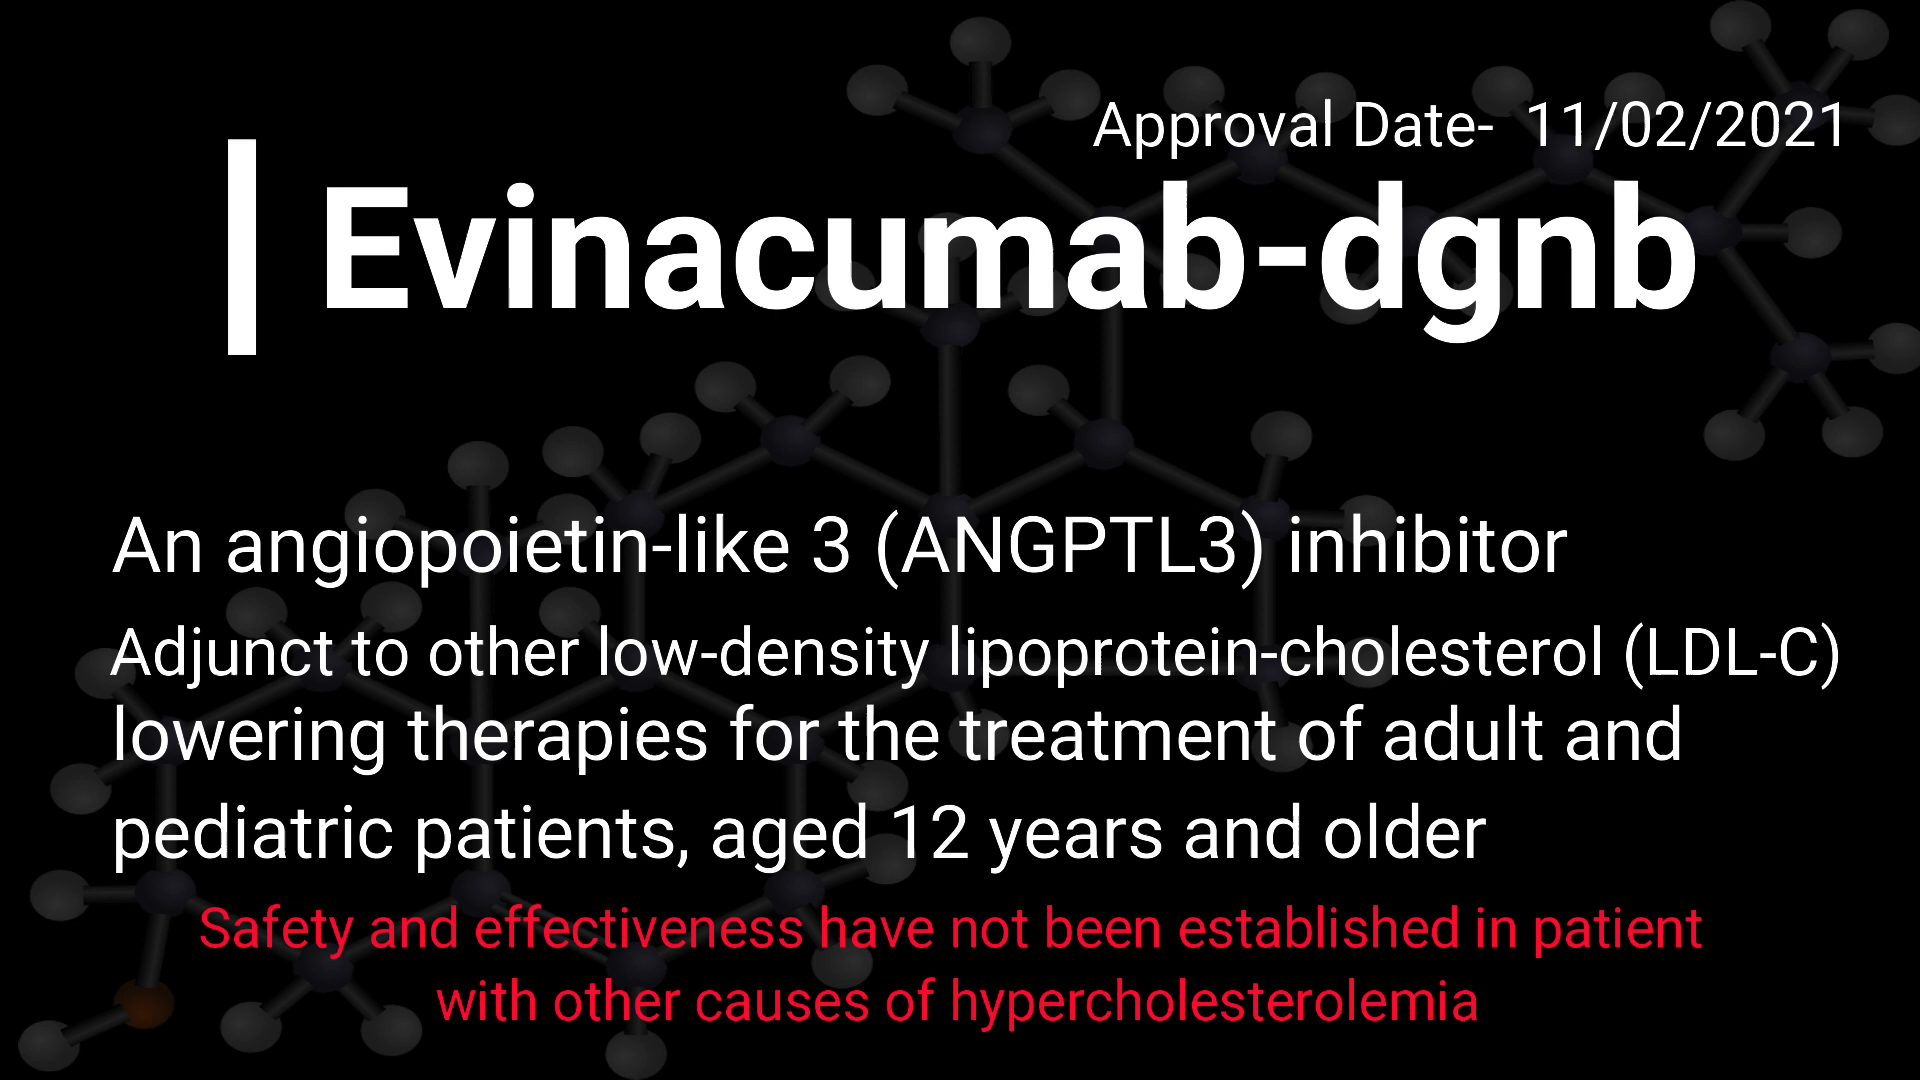 Approval Date- 11/02/2021
Evinacumab-dgnb
An angiopoietin-like 3 (ANGPTL3) inhibitor
Adjunct to other low-density lipoprotein-cholesterol (LDL-C)
lowering therapies for the treatment of adult and
pediatric patients, aged 12 years and older
Safety and effectiveness have not been established in patient
with other causes of hypercholesterolemia